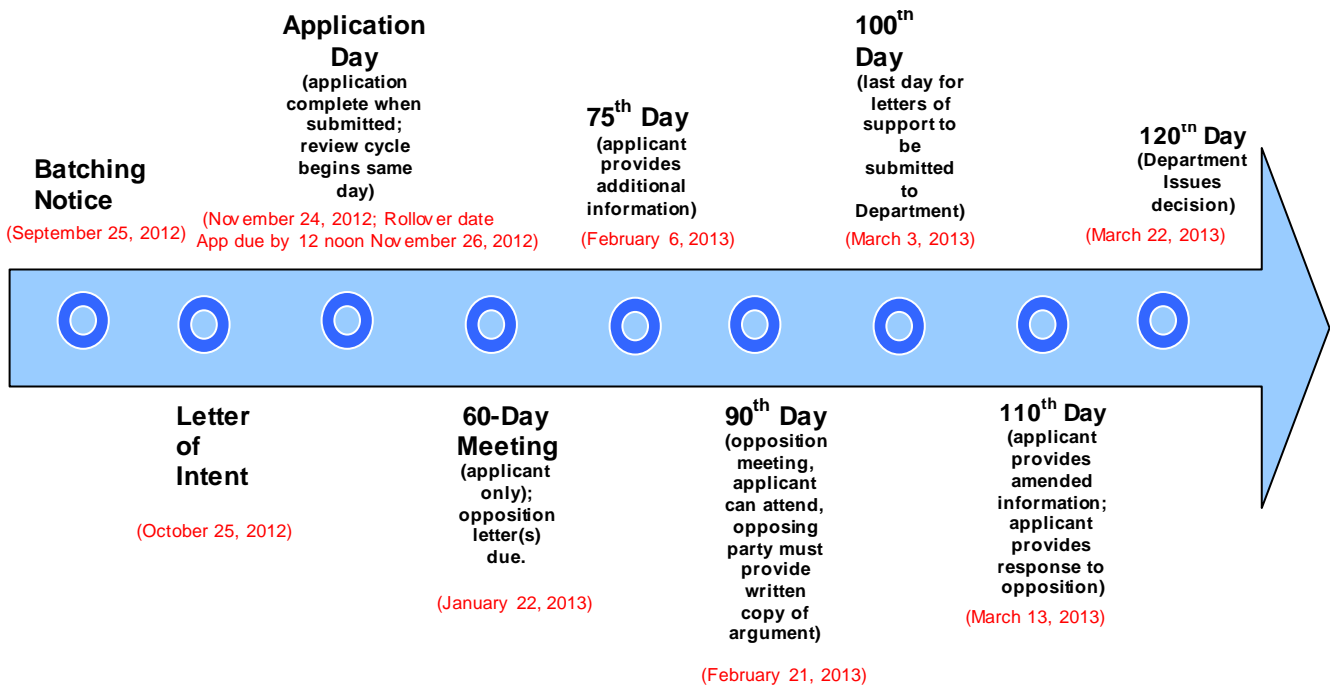 Batching
Notice
(September 25, 2012)
Letter
of
Intent
(October 25, 2012)
Application
Day
(application
complete when
submitted;
review cycle
begins same
day)
(November 24, 2012; Rollover date
App due by 12 noon November 26, 2012)
60-Day
Meeting
(applicant
only);
opposition
letter(s)
due.
(January 22, 2013)
75th Day
(applicant
provides
additional
information)
(February 6, 2013)
90th Day
(opposition
meeting,
applicant
can attend,
opposing
party must
provide
written
copy of
argument)
(February 21, 2013)
100th
Day
(last day for
letters of
support to
be
submitted
to
Department)
(March 3, 2013)
110th Day
(applicant
provides
amended
information;
applicant
provides
response to
opposition)
(March 13, 2013)
120th Day
(Department
Issues
decision)
(March 22, 2013)